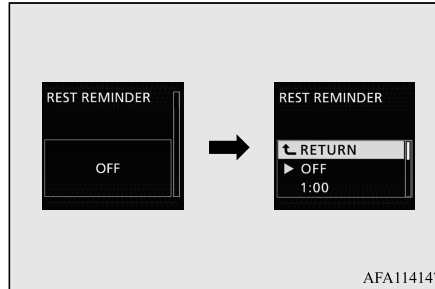 REST REMINDER
OFF
REST REMINDER
RETURN
OFF
1:00
AFA114147